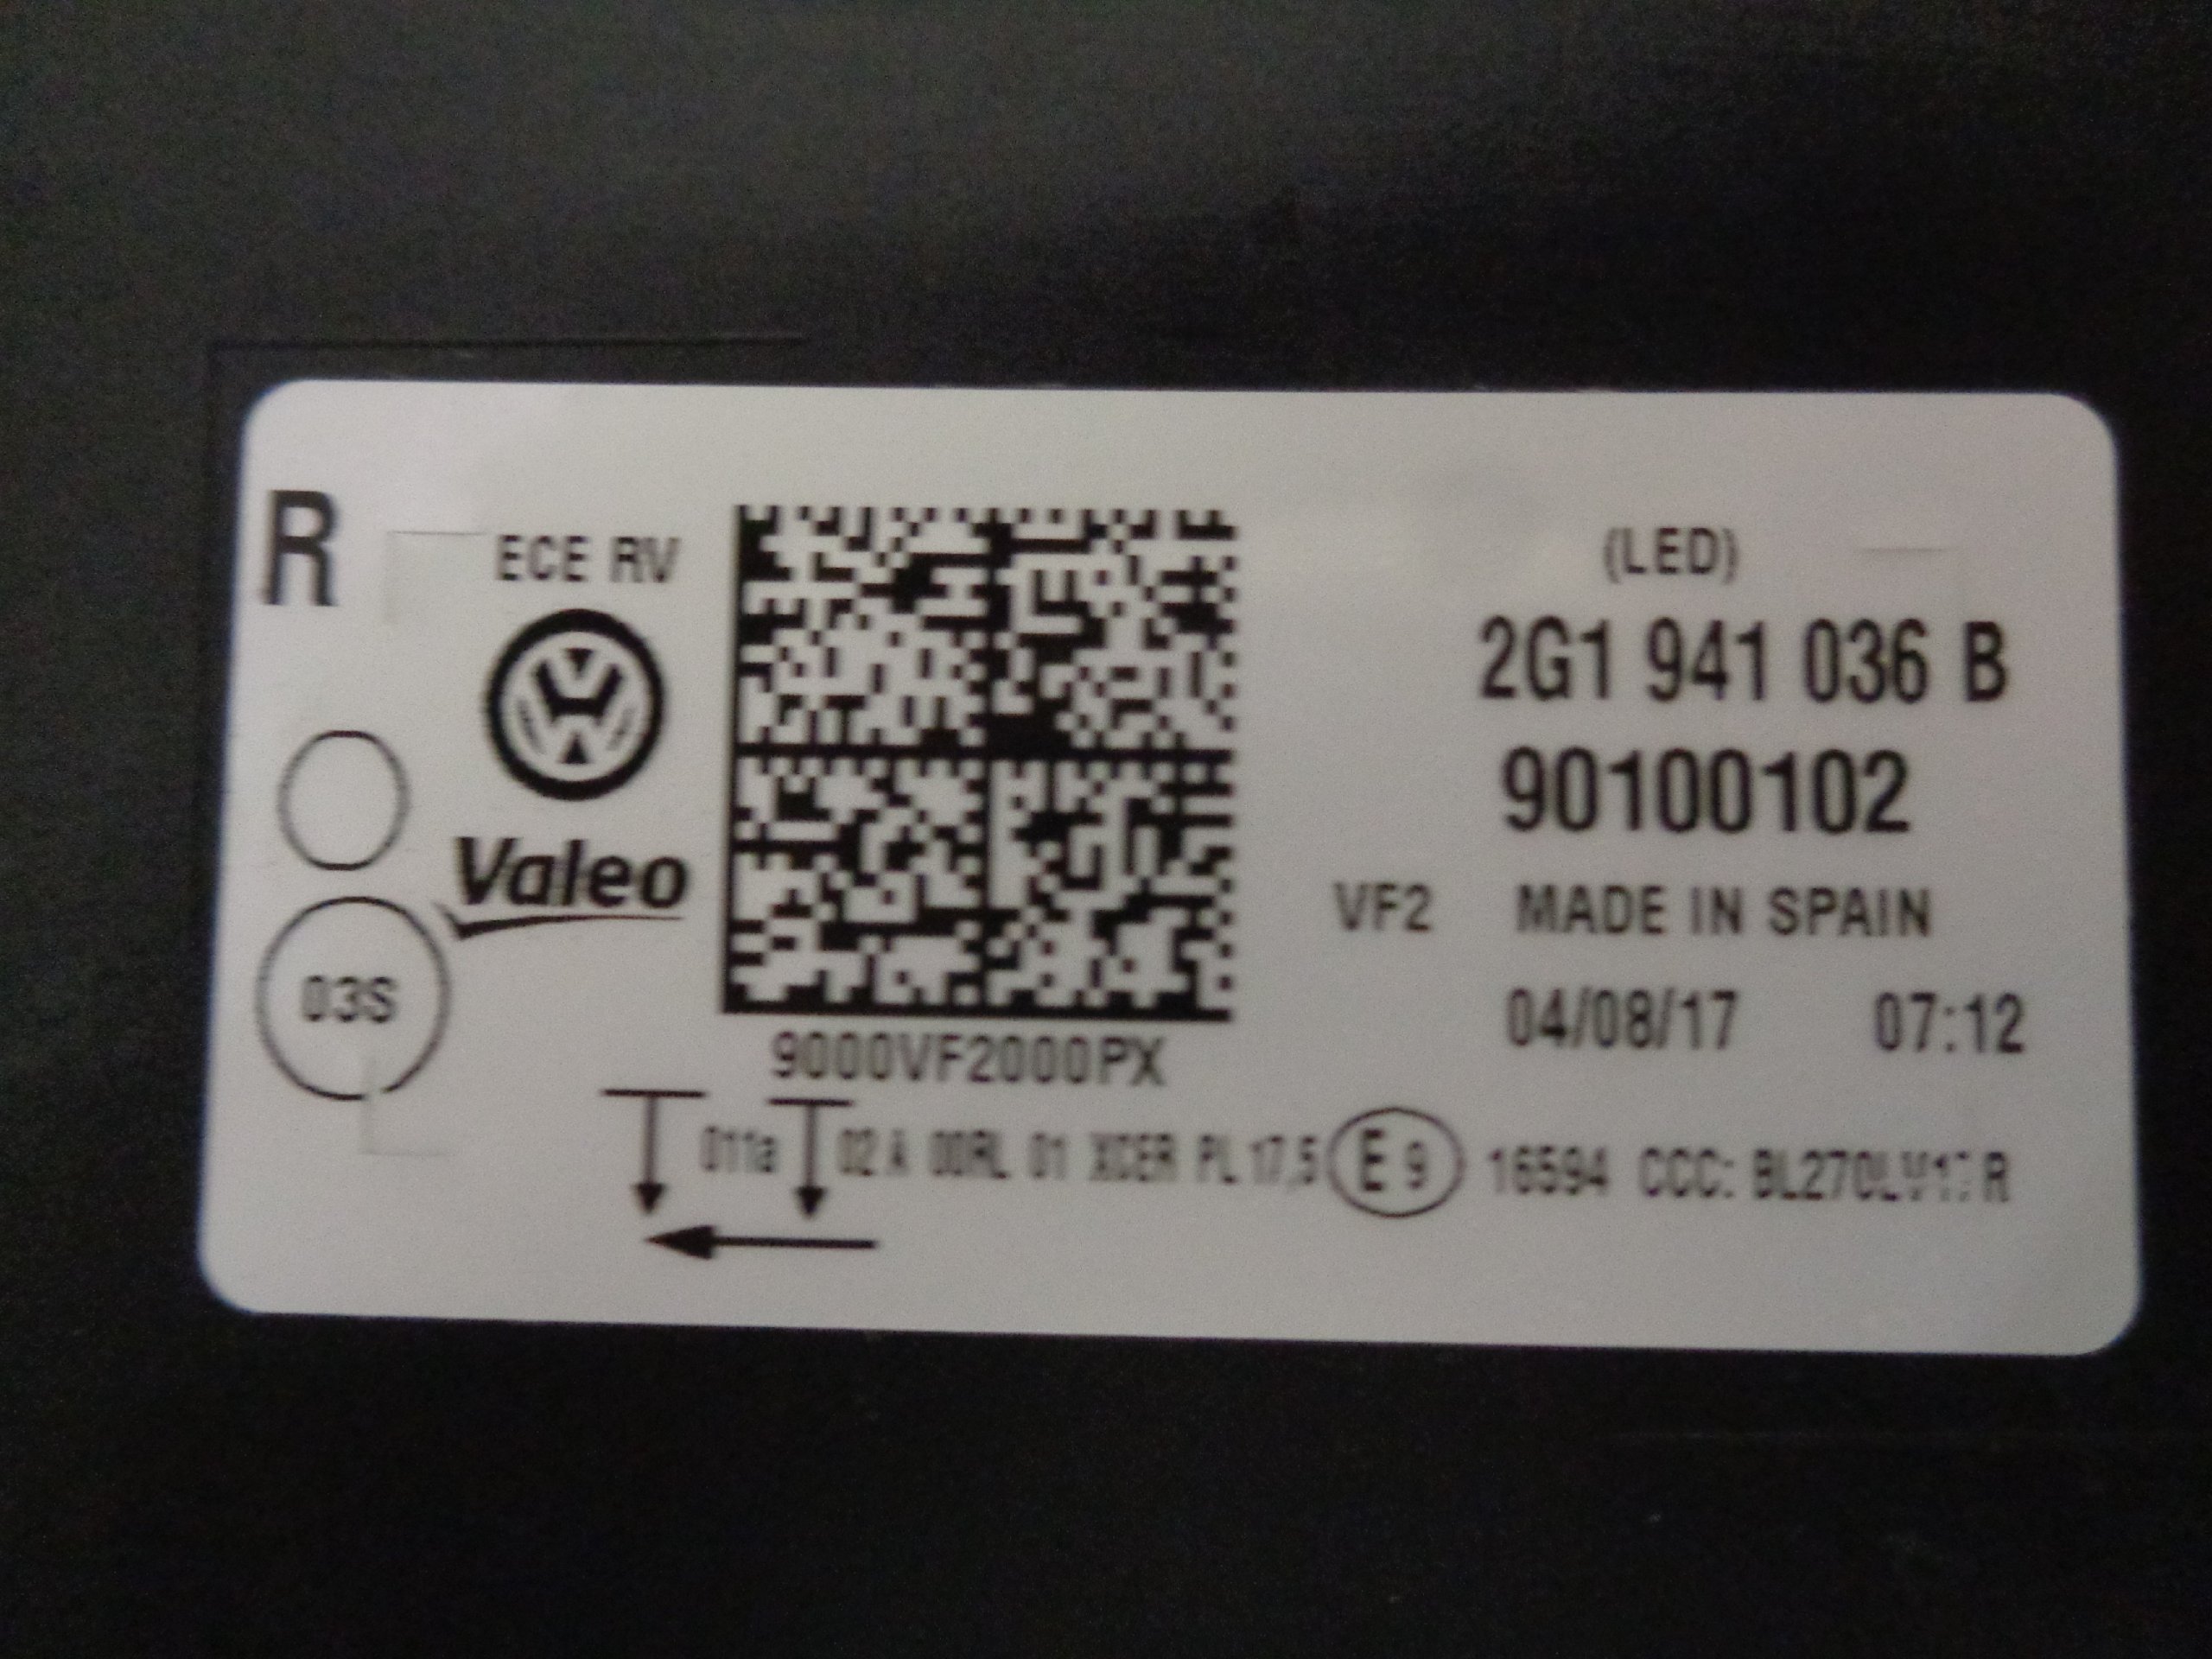 R
ECE RV
(LED)
2G1 941 036 B
90100102
Valeo
VF2 MADE IN SPAIN
03S
04/08/17 07:12
9000VF2000PX
011a 02 A 00RL 01 XCER PL 17,5 E 9 16594 CCC: